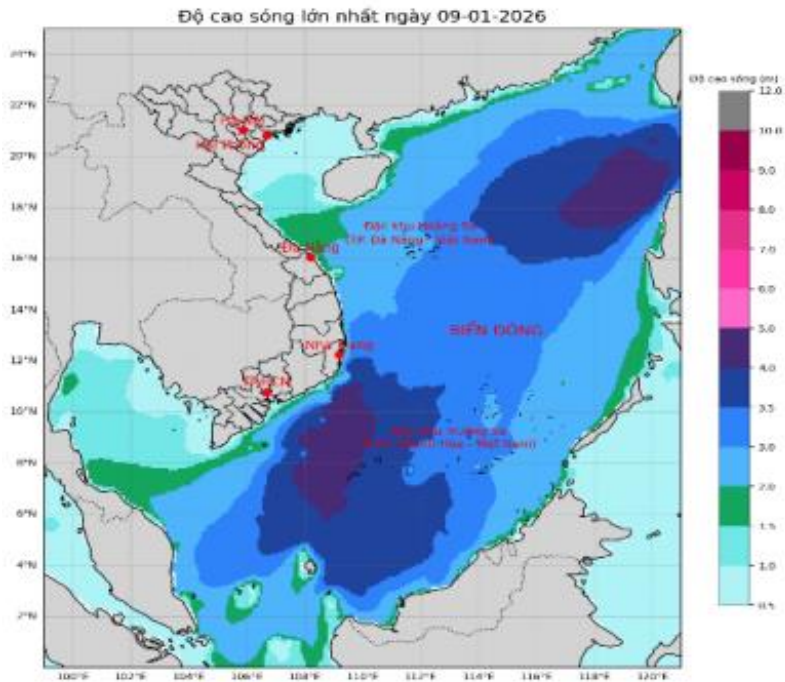 Độ cao sóng lớn nhất ngày 09-01-2026
Độ cao sóng (m)
24°N
22°N
20°N
18°N
16°N
14°N
12°N
10°N
8°N
6°N
4°N
2°N
12.0
10.0
9.0
8.0
7.0
6.0
5.0
4.0
3.5
3.0
2.0
1.5
1.0
0.5
Đặc khu Hoàng Sa
(TP. Đà Nẵng - Việt Nam)
Đà Nẵng
BIỂN ĐÔNG
Nha Trang
100°E
102°E
104°E
106°E
108°E
110°E
112°E
114°E
116°E
118°E
120°E